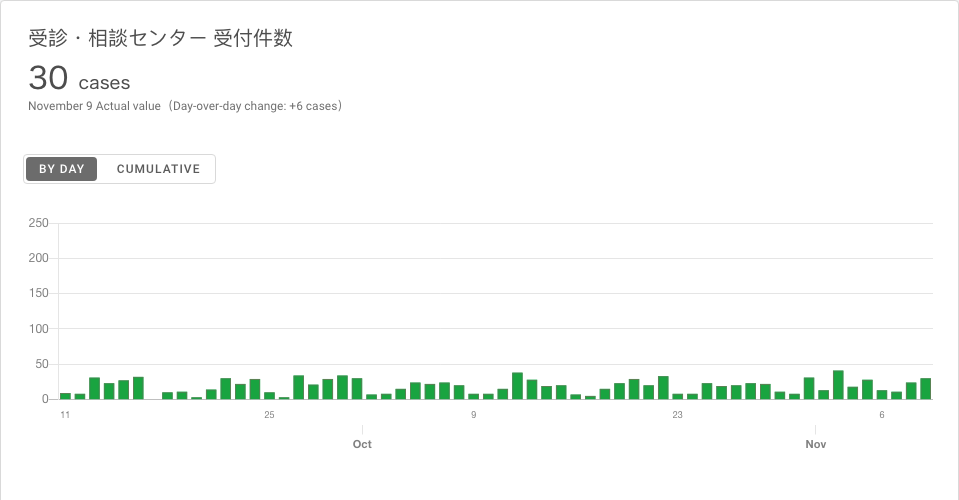 受診・相談センター 受付件数
30 cases
November 9 Actual value（Day-over-day change: +6 cases）
BY DAY CUMULATIVE
250
200
150
100
50
0
11 25 9 23 6
Oct Nov